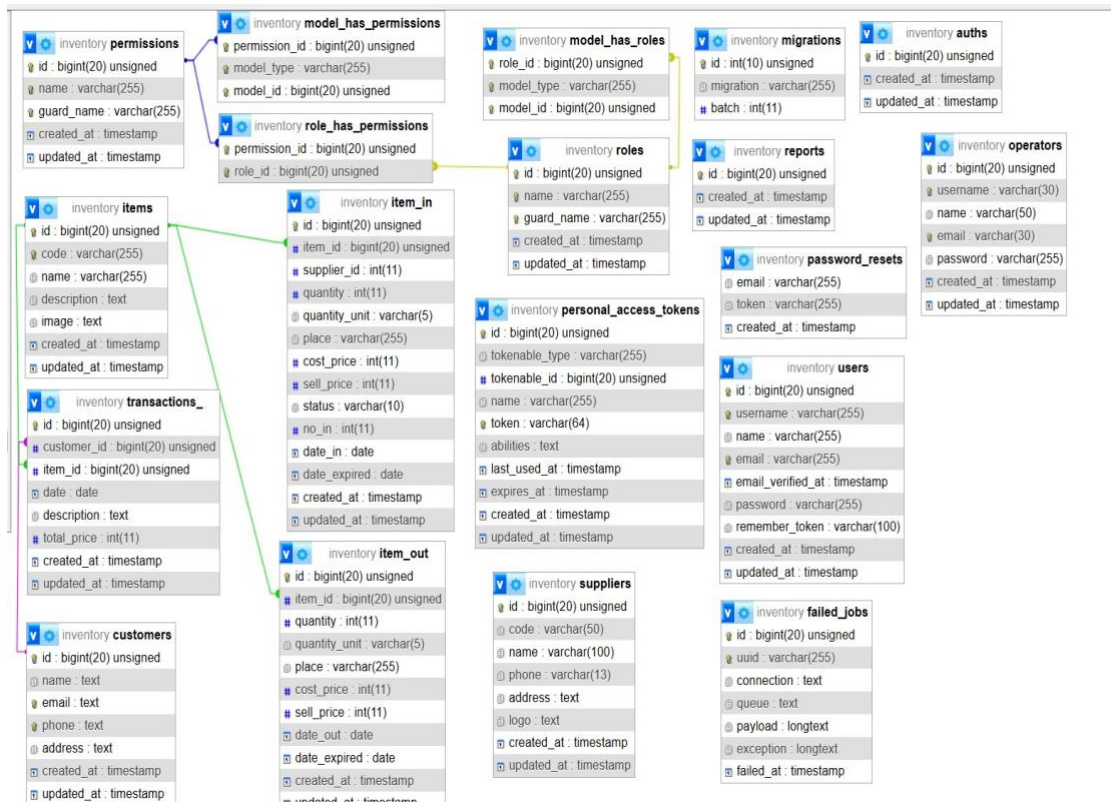 inventory permissions
id : bigint(20) unsigned
name : varchar(255)
guard_name : varchar(255)
created_at : timestamp
updated_at : timestamp
inventory model_has_permissions
permission_id : bigint(20) unsigned
model_type : varchar(255)
model_id : bigint(20) unsigned
inventory role_has_permissions
permission_id : bigint(20) unsigned
role_id : bigint(20) unsigned
inventory model_has_roles
role_id : bigint(20) unsigned
model_type : varchar(255)
model_id : bigint(20) unsigned
inventory migrations
id : int(10) unsigned
migration : varchar(255)
batch : int(11)
inventory auths
id : bigint(20) unsigned
created_at : timestamp
updated_at : timestamp
inventory roles
id : bigint(20) unsigned
name : varchar(255)
guard_name : varchar(255)
created_at : timestamp
updated_at : timestamp
inventory reports
id : bigint(20) unsigned
created_at : timestamp
updated_at : timestamp
inventory operators
id : bigint(20) unsigned
username : varchar(30)
name : varchar(50)
email : varchar(30)
password : varchar(255)
created_at : timestamp
updated_at : timestamp
inventory items
id : bigint(20) unsigned
code : varchar(255)
name : varchar(255)
description : text
image : text
created_at : timestamp
updated_at : timestamp
inventory item_in
id : bigint(20) unsigned
item_id : bigint(20) unsigned
supplier_id : int(11)
quantity : int(11)
quantity_unit : varchar(5)
place : varchar(255)
cost_price : int(11)
sell_price : int(11)
status : varchar(10)
no_in : int(11)
date_in : date
date_expired : date
created_at : timestamp
updated_at : timestamp
inventory password_resets
email : varchar(255)
token : varchar(255)
created_at : timestamp
inventory personal_access_tokens
id : bigint(20) unsigned
tokenable_type : varchar(255)
tokenable_id : bigint(20) unsigned
name : varchar(255)
token : varchar(64)
abilities : text
last_used_at : timestamp
expires_at : timestamp
created_at : timestamp
updated_at : timestamp
inventory users
id : bigint(20) unsigned
username : varchar(255)
name : varchar(255)
email : varchar(255)
email_verified_at : timestamp
password : varchar(255)
remember_token : varchar(100)
created_at : timestamp
updated_at : timestamp
inventory transactions_
id : bigint(20) unsigned
customer_id : bigint(20) unsigned
item_id : bigint(20) unsigned
date : date
description : text
total_price : int(11)
created_at : timestamp
updated_at : timestamp
inventory item_out
id : bigint(20) unsigned
item_id : bigint(20) unsigned
quantity : int(11)
quantity_unit : varchar(5)
place : varchar(255)
cost_price : int(11)
sell_price : int(11)
date_out : date
date_expired : date
created_at : timestamp
updated_at : timestamp
inventory suppliers
id : bigint(20) unsigned
code : varchar(50)
name : varchar(100)
phone : varchar(13)
address : text
logo : text
created_at : timestamp
updated_at : timestamp
inventory failed_jobs
id : bigint(20) unsigned
uuid : varchar(255)
connection : text
queue : text
payload : longtext
exception : longtext
failed_at : timestamp
inventory customers
id : bigint(20) unsigned
name : text
email : text
phone : text
address : text
created_at : timestamp
updated_at : timestamp